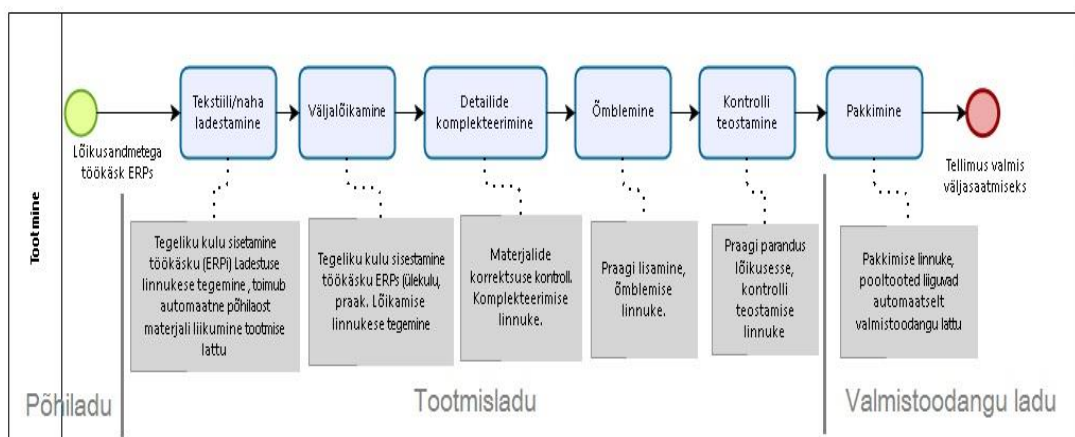 Tootmine
Tekstiili/naha
ladestamine
Väljalõikamine
Detailide
komplekteerimine
Õmblemine
Kontrolli
teostamine
Pakkimine
Lõikusandmetega
töökäsk ERPs
Tellimus valmis
väljasaatmiseks
Tegeliku kulu sisetamine
töökäsku (ERPi) Ladestuse
linnukese tegemine , toimub
automaatne põhilaost
materjali liikumine tootmise
lattu
Tegeliku kulu sisestamine
töökäsku ERPs (ülekulu,
praak. Lõikamise
linnukese tegemine
Materjalide
korrektsuse kontroll.
Komplekteerimise
linnuke.
Praagi lisamine,
õmblemise
linnuke.
Praagi parandus
lõikusesse,
kontrolli
teostamise
linnuke
Pakkimise linnuke,
pooltooted liiguvad
automaatselt
valmistoodangu lattu
Põhiladu
Tootmisladu
Valmistoodangu ladu